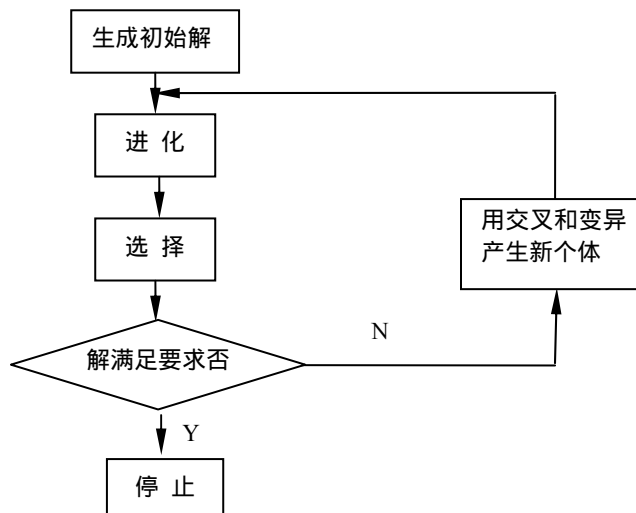 生成初始解
进 化
选 择
用交叉和变异
产生新个体
解满足要求否
N
Y
停 止